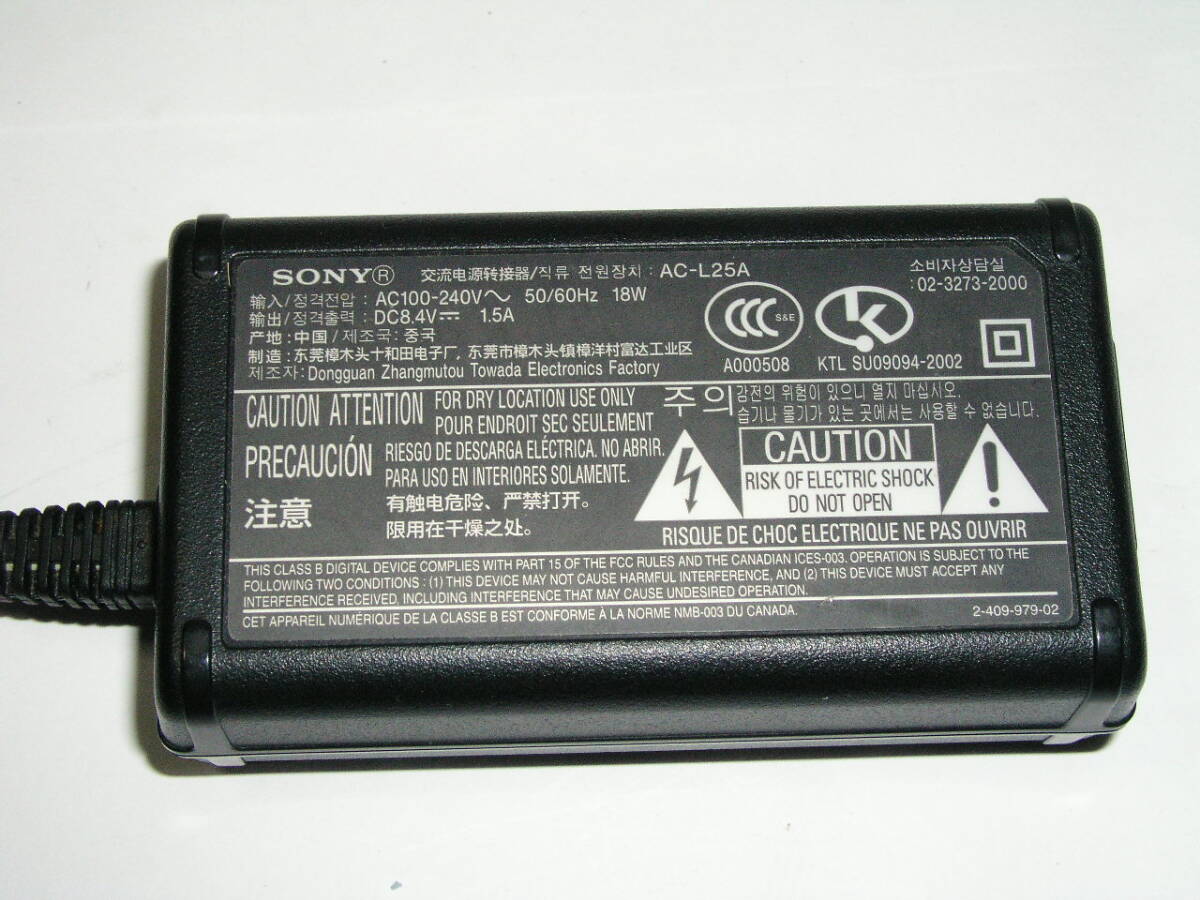 SONY® 交流电源转接器/직류 전원장치 : AC-L25A
소비자상담실
: 02-3273-2000
输入/정격전압 : AC100-240V～ 50/60Hz 18W
输出/정격출력 : DC8.4V⎓ 1.5A
产地: 中国 / 제조국: 중국
制造 : 东莞樟木头十和田电子厂, 东莞市樟木头镇樟洋村富达工业区
제조자: Dongguan Zhangmutou Towada Electronics Factory
CCC S&E
A000508
K
KTL SU09094-2002
CAUTION ATTENTION
FOR DRY LOCATION USE ONLY
POUR ENDROIT SEC SEULEMENT
PRECAUCIÓN
RIESGO DE DESCARGA ELÉCTRICA. NO ABRIR.
PARA USO EN INTERIORES SOLAMENTE.
注意
有触电危险、严禁打开。
限用在干燥之处。
주의
감전의 위험이 있으니 열지 마십시오.
습기나 물기가 있는 곳에서는 사용할 수 없습니다.
CAUTION
RISK OF ELECTRIC SHOCK
DO NOT OPEN
RISQUE DE CHOC ELECTRIQUE NE PAS OUVRIR
THIS CLASS B DIGITAL DEVICE COMPLIES WITH PART 15 OF THE FCC RULES AND THE CANADIAN ICES-003. OPERATION IS SUBJECT TO THE
FOLLOWING TWO CONDITIONS : (1) THIS DEVICE MAY NOT CAUSE HARMFUL INTERFERENCE, AND (2) THIS DEVICE MUST ACCEPT ANY
INTERFERENCE RECEIVED, INCLUDING INTERFERENCE THAT MAY CAUSE UNDESIRED OPERATION.
CET APPAREIL NUMÉRIQUE DE LA CLASSE B EST CONFORME À LA NORME NMB-003 DU CANADA.
2-409-979-02